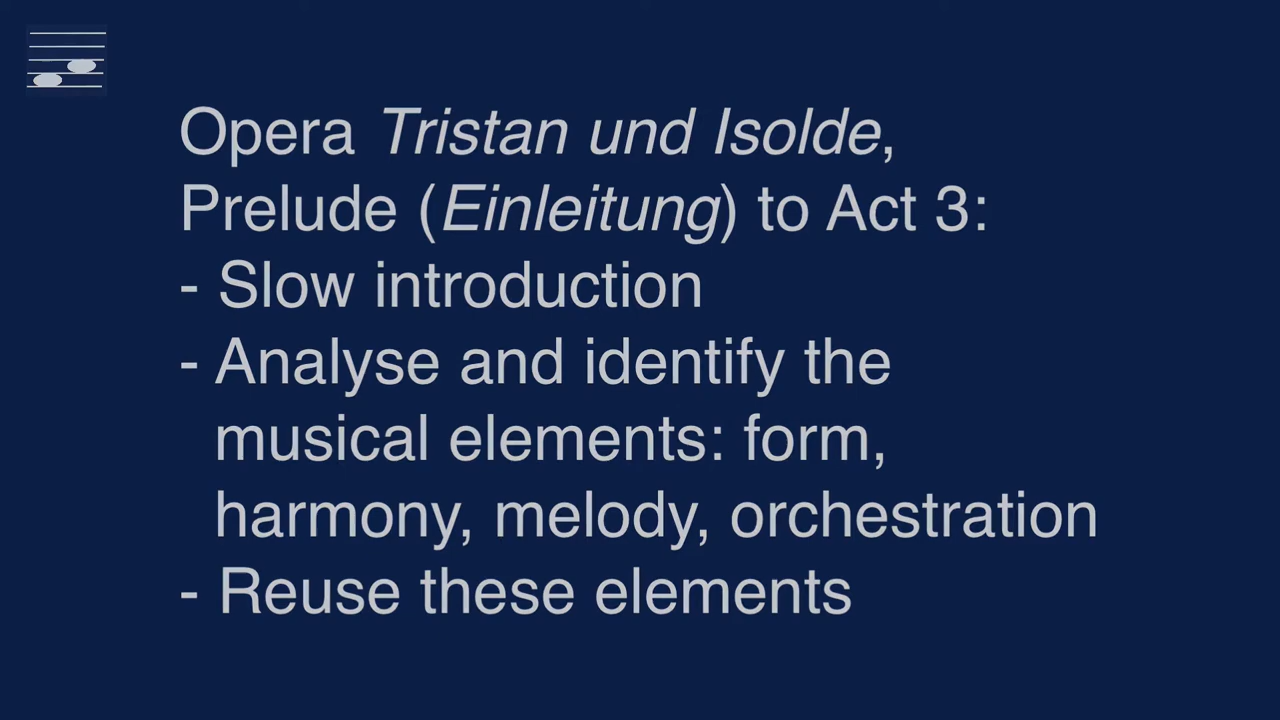 Opera Tristan und Isolde,
Prelude (Einleitung) to Act 3:
- Slow introduction
- Analyse and identify the
musical elements: form,
harmony, melody, orchestration
- Reuse these elements